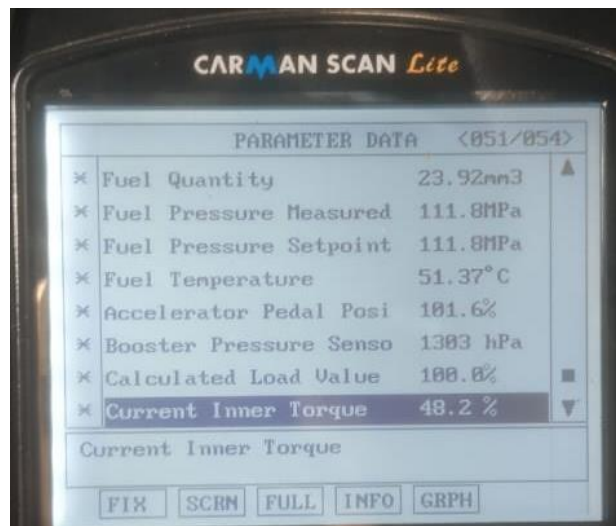 CARMAN SCAN Lite
PARAMETER DATA <051/054>
* Fuel Quantity 23.92mm3
* Fuel Pressure Measured 111.8MPa
* Fuel Pressure Setpoint 111.8MPa
* Fuel Temperature 51.37°C
* Accelerator Pedal Posi 101.6%
* Booster Pressure Senso 1303 hPa
* Calculated Load Value 100.0%
* Current Inner Torque 48.2 %
Current Inner Torque
FIX SCRN FULL INFO GRPH